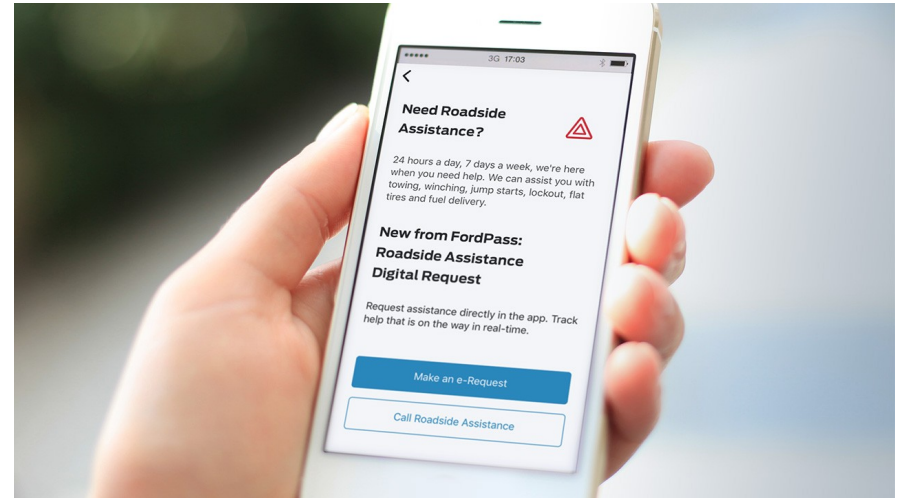 3G 17:03
Need Roadside
Assistance?
24 hours a day, 7 days a week, we're here
when you need help. We can assist you with
towing, winching, jump starts, lockout, flat
tires and fuel delivery.
New from FordPass:
Roadside Assistance
Digital Request
Request assistance directly in the app. Track
help that is on the way in real-time.
Make an e-Request
Call Roadside Assistance